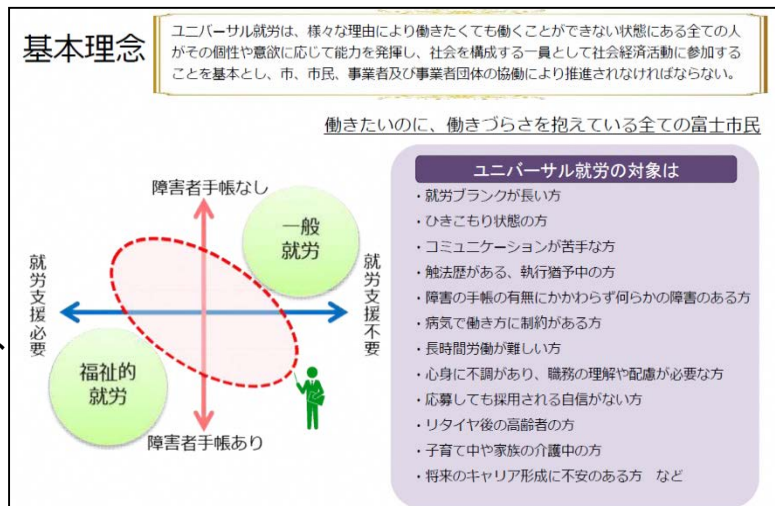 基本理念
ユニバーサル就労は、様々な理由により働きたくても働くことができない状態にある全ての人
がその個性や意欲に応じて能力を発揮し、社会を構成する一員として社会経済活動に参加する
ことを基本とし、市、市民、事業者及び事業者団体の協働により推進されなければならない。
働きたいのに、働きづらさを抱えている全ての富士市民
障害者手帳なし
一般
就労
就労支援必要
就労支援不要
福祉的
就労
障害者手帳あり
ユニバーサル就労の対象は
・就労ブランクが長い方
・ひきこもり状態の方
・コミュニケーションが苦手な方
・触法歴がある、執行猶予中の方
・障害の手帳の有無にかかわらず何らかの障害のある方
・病気で働き方に制約がある方
・長時間労働が難しい方
・心身に不調があり、職務の理解や配慮が必要な方
・応募しても採用される自信がない方
・リタイヤ後の高齢者の方
・子育て中や家族の介護中の方
・将来のキャリア形成に不安のある方　など